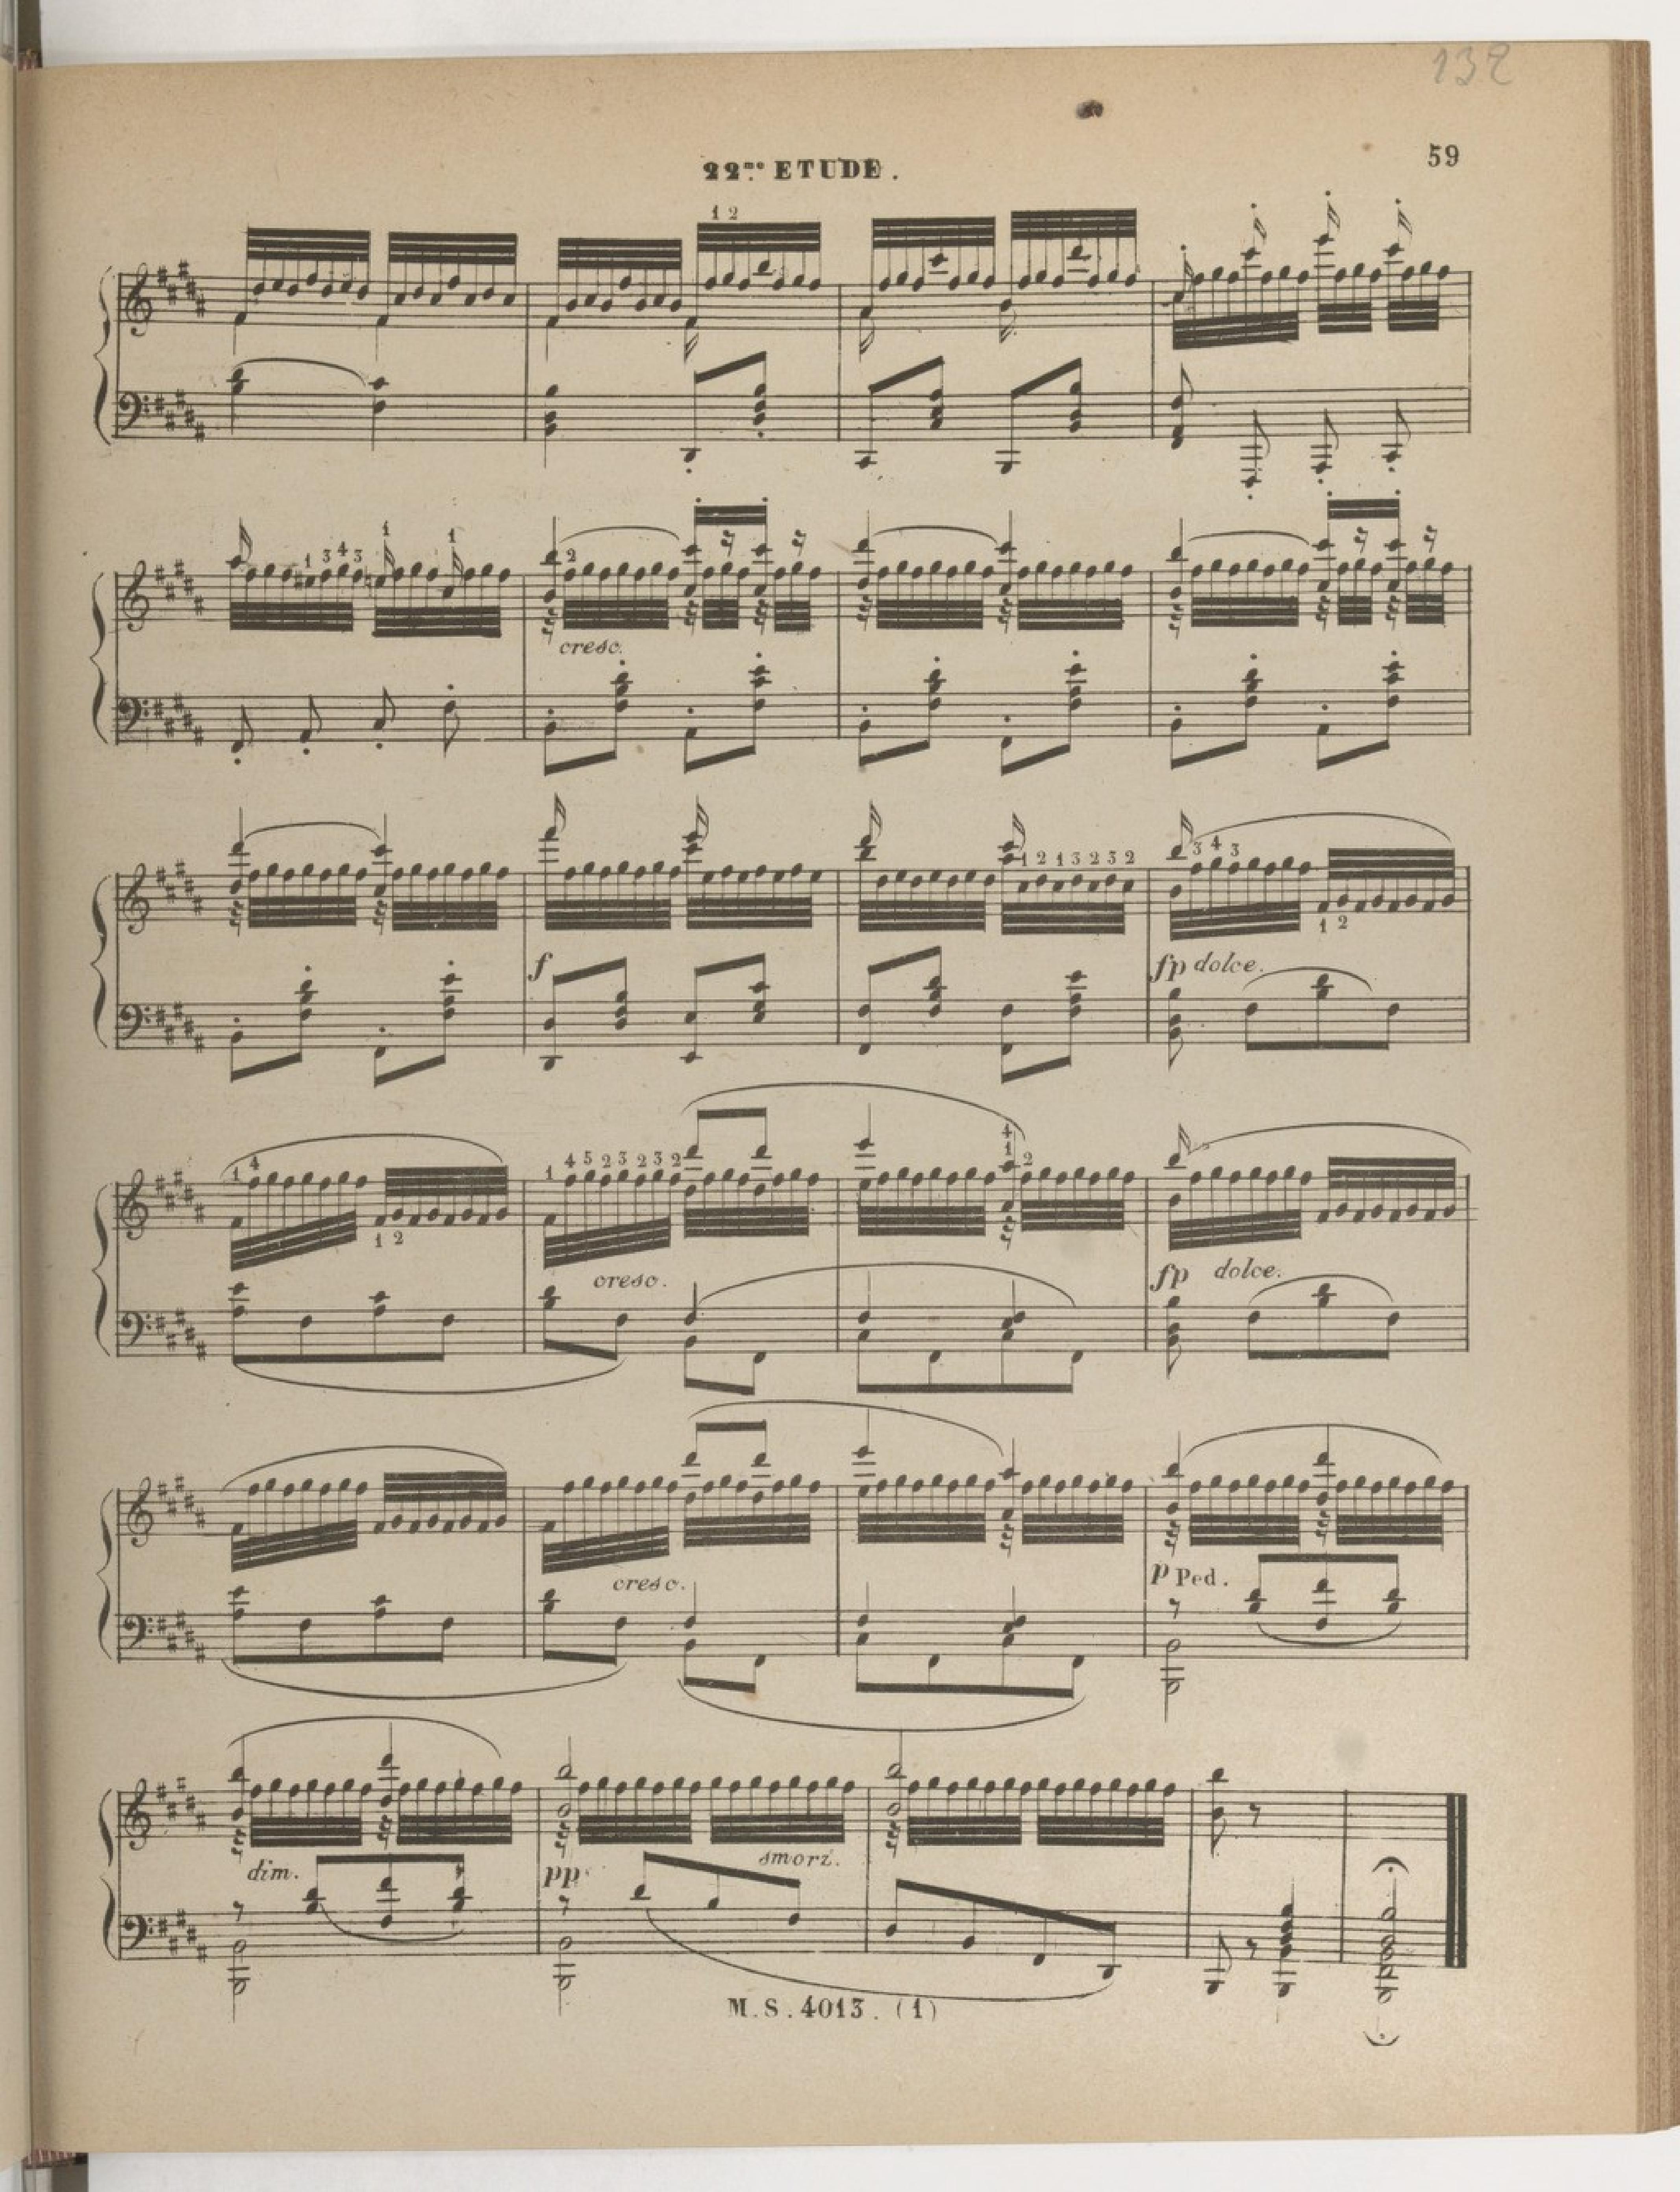 132
59
22me ETUDE.
1 2
1 3 4 3 1 1
2
cresc.
1 2 1 3 2 3 2
3 4 3
1 2
f
fp dolce.
1 4
1 4 5 2 3 2 3 2
4
1 2
1 2
cresc.
fp dolce.
cresc.
p Ped.
dim.
pp
smorz.
M.S. 4013. (1)